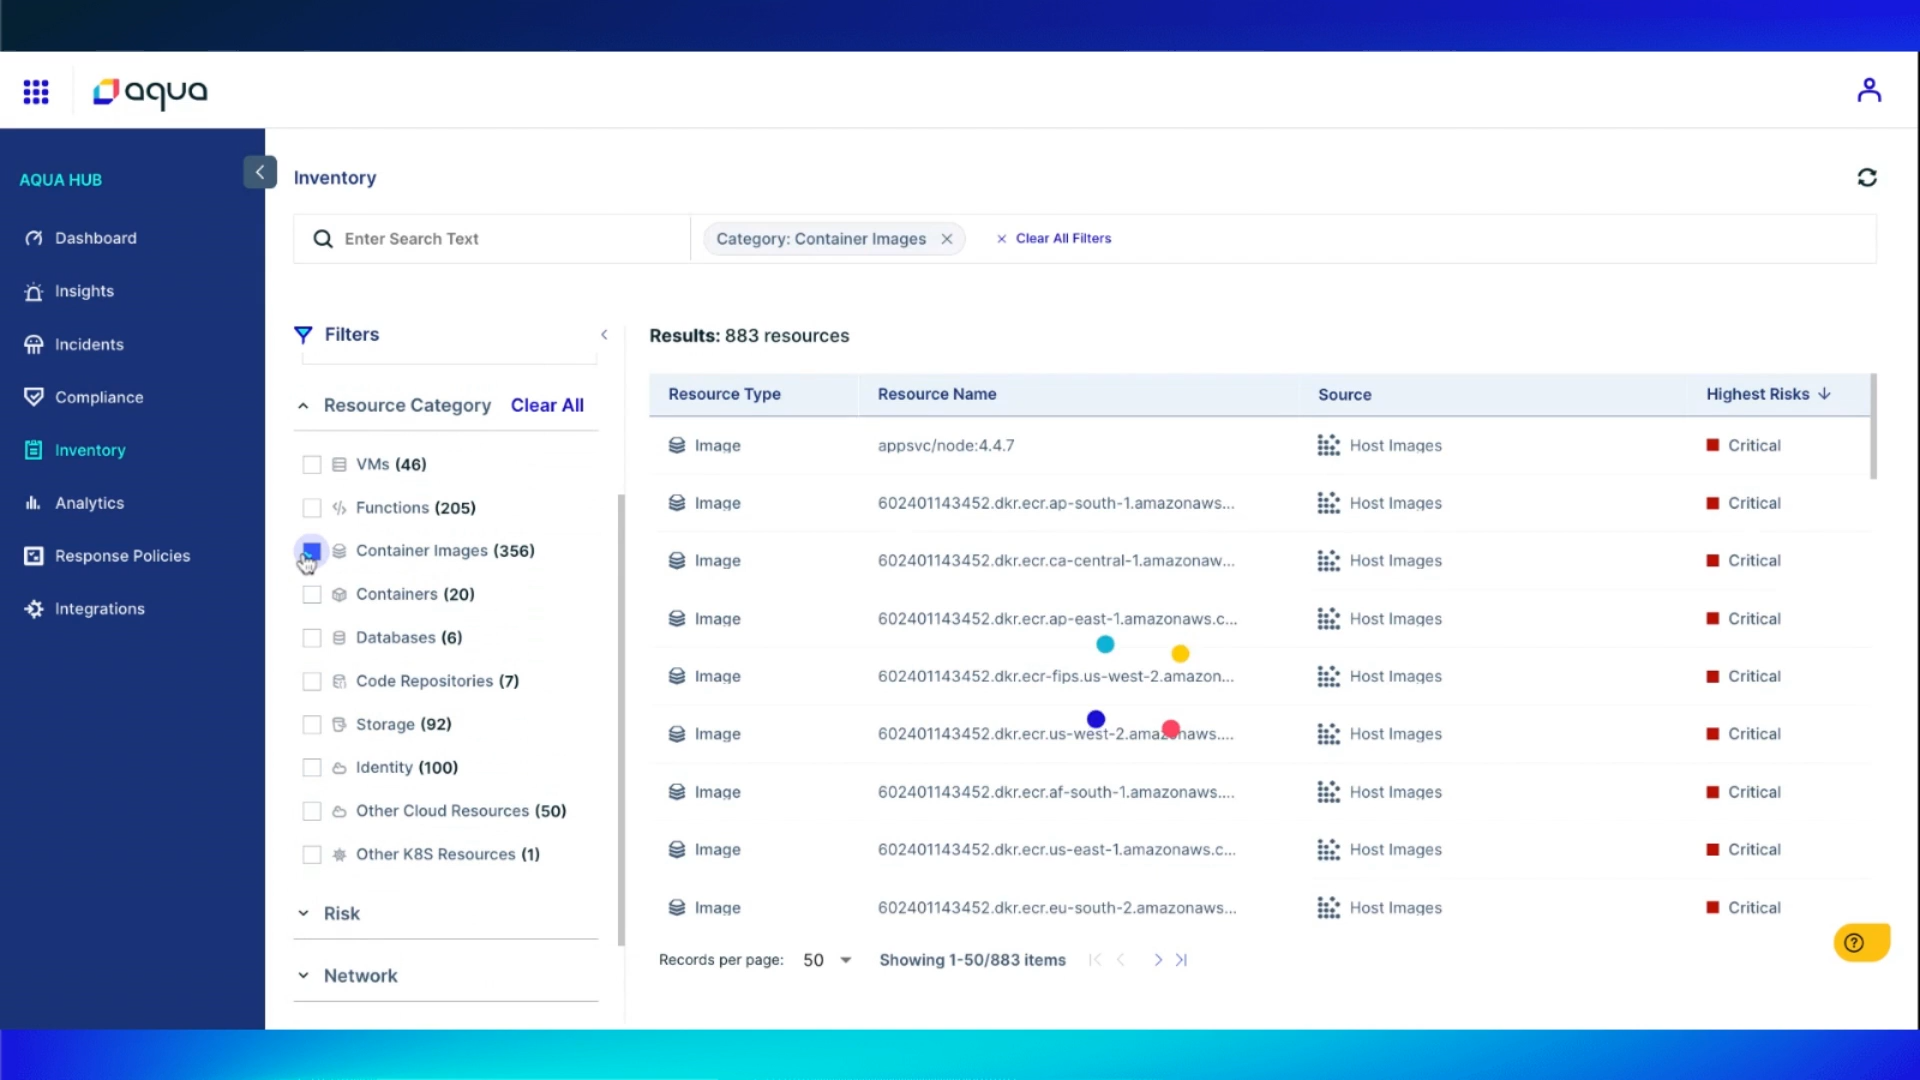 aqua
AQUA HUB
Dashboard
Insights
Incidents
Compliance
Inventory
Analytics
Response Policies
Integrations
Inventory
Enter Search Text
Category: Container Images
Clear All Filters
Filters
Resource Category Clear All
VMs (46)
Functions (205)
Container Images (356)
Containers (20)
Databases (6)
Code Repositories (7)
Storage (92)
Identity (100)
Other Cloud Resources (50)
Other K8S Resources (1)
Risk
Network
Results: 883 resources
Resource Type Resource Name Source Highest Risks
Image appsvc/node:4.4.7 Host Images Critical
Image 602401143452.dkr.ecr.ap-south-1.amazonaws... Host Images Critical
Image 602401143452.dkr.ecr.ca-central-1.amazonaw... Host Images Critical
Image 602401143452.dkr.ecr.ap-east-1.amazonaws.c... Host Images Critical
Image 602401143452.dkr.ecr-fips.us-west-2.amazon... Host Images Critical
Image 602401143452.dkr.ecr.us-west-2.amazonaws.... Host Images Critical
Image 602401143452.dkr.ecr.af-south-1.amazonaws.... Host Images Critical
Image 602401143452.dkr.ecr.us-east-1.amazonaws.c... Host Images Critical
Image 602401143452.dkr.ecr.eu-south-2.amazonaws... Host Images Critical
Records per page: 50 Showing 1-50/883 items